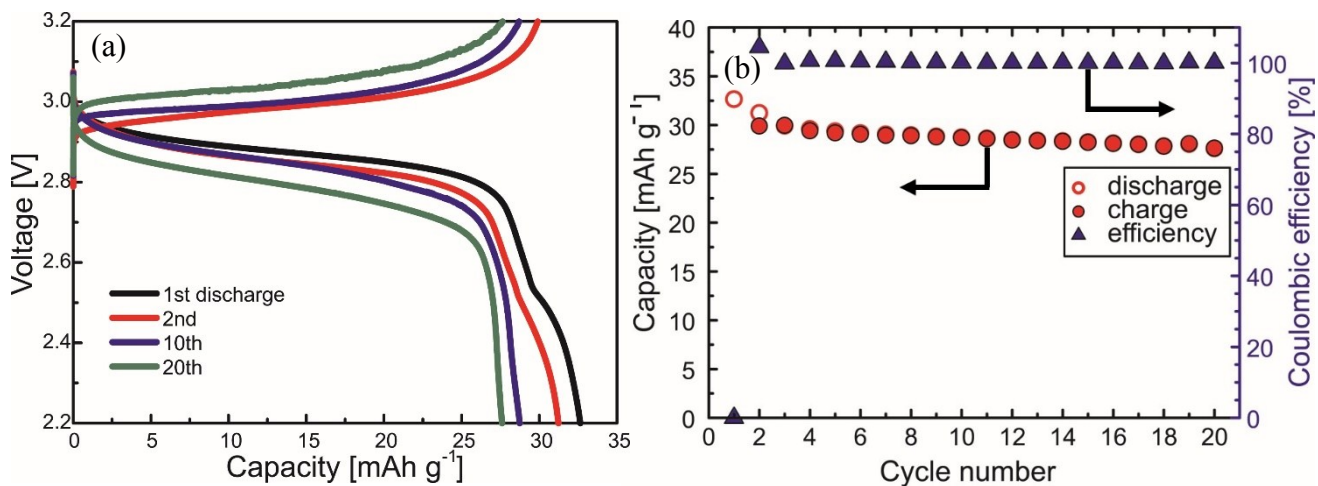 (a)
3.2
3.0
2.8
2.6
2.4
2.2
Voltage [V]
1st discharge
2nd
10th
20th
0 5 10 15 20 25 30 35
Capacity [mAh g⁻¹]
(b)
40
35
30
25
20
15
10
5
0
Capacity [mAh g⁻¹]
discharge
charge
efficiency
100
80
60
40
20
0
Coulombic efficiency [%]
0 2 4 6 8 10 12 14 16 18 20
Cycle number